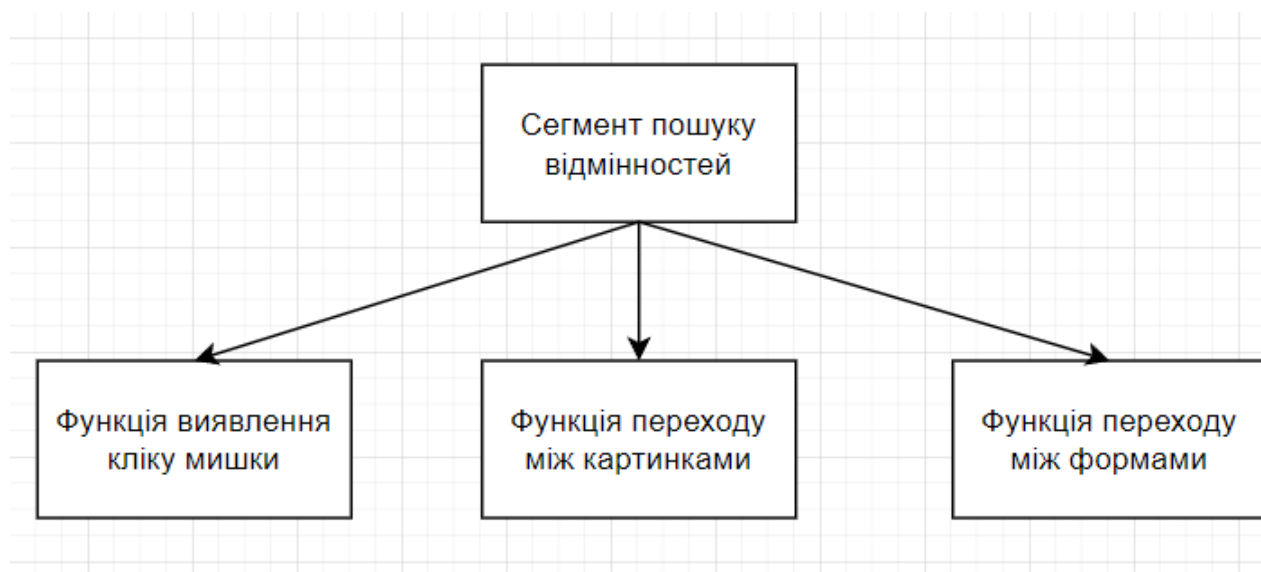 Сегмент пошуку
відмінностей
Функція виявлення
кліку мишки
Функція переходу
між картинками
Функція переходу
між формами